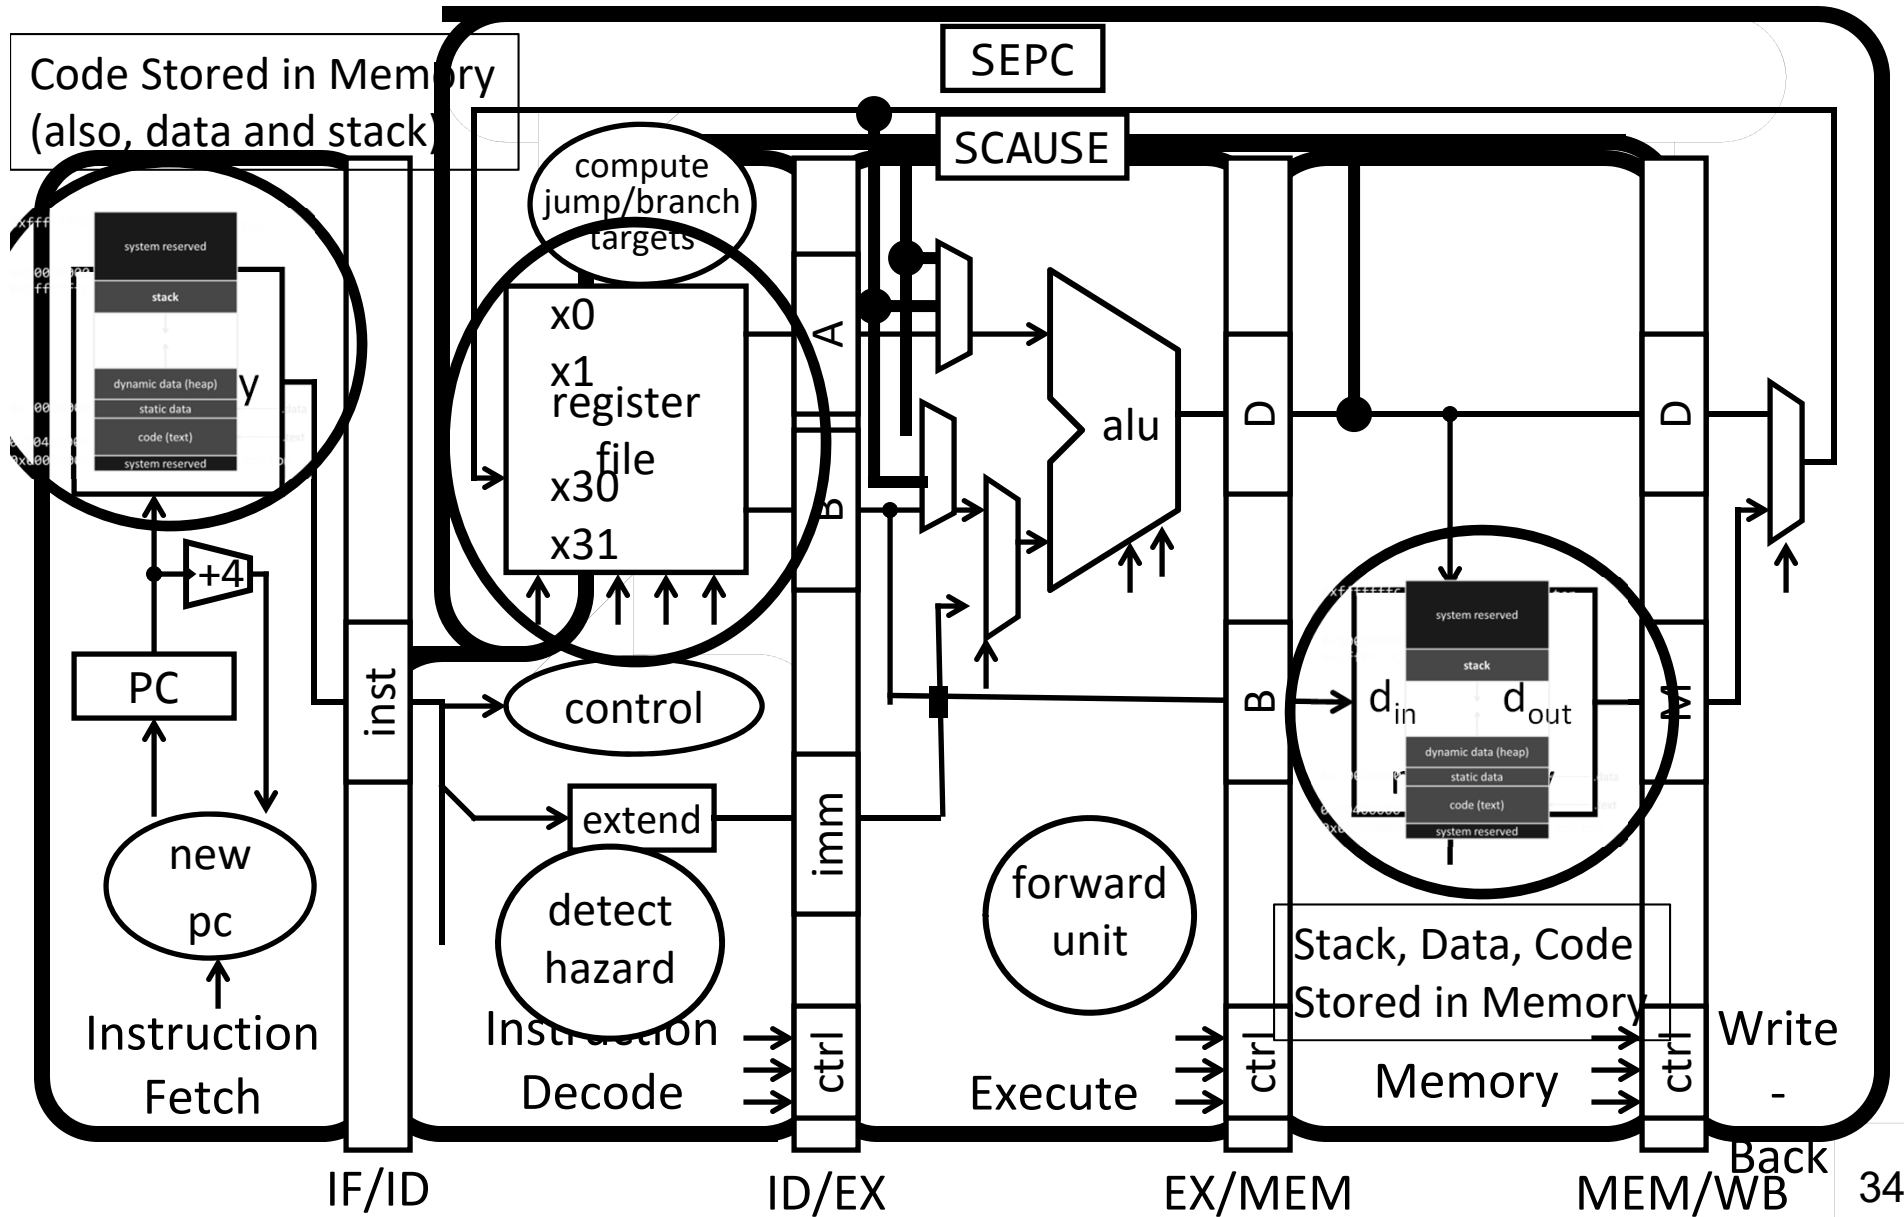 SEPC
Code Stored in Memory
(also, data and stack)
SCAUSE
compute
jump/branch
targets
system reserved
stack
dynamic data (heap)
static data
code (text)
system reserved
y
x0
x1
register
file
x30
x31
A
B
alu
D
D
+4
PC
inst
control
B
system reserved
stack
d_in
d_out
dynamic data (heap)
static data
code (text)
system reserved
M
extend
imm
new
pc
detect
hazard
forward
unit
Stack, Data, Code
Stored in Memory
Instruction
Fetch
Instruction
Decode
ctrl
Execute
ctrl
Memory
ctrl
Write
-
Back
IF/ID
ID/EX
EX/MEM
MEM/WB
34